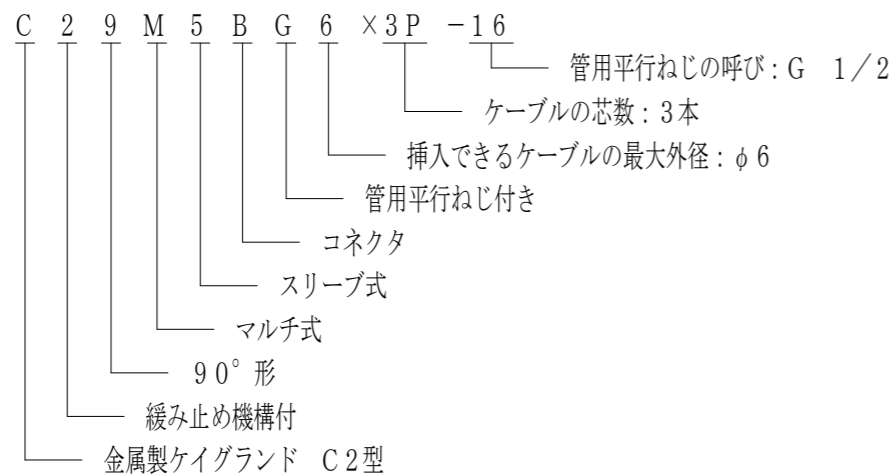 C29M5BG6×3P-16
管用平行ねじの呼び:G 1/2
ケーブルの芯数:3本
挿入できるケーブルの最大外径:φ6
管用平行ねじ付き
コネクタ
スリーブ式
マルチ式
90°形
緩み止め機構付
金属製ケイグランド C2型